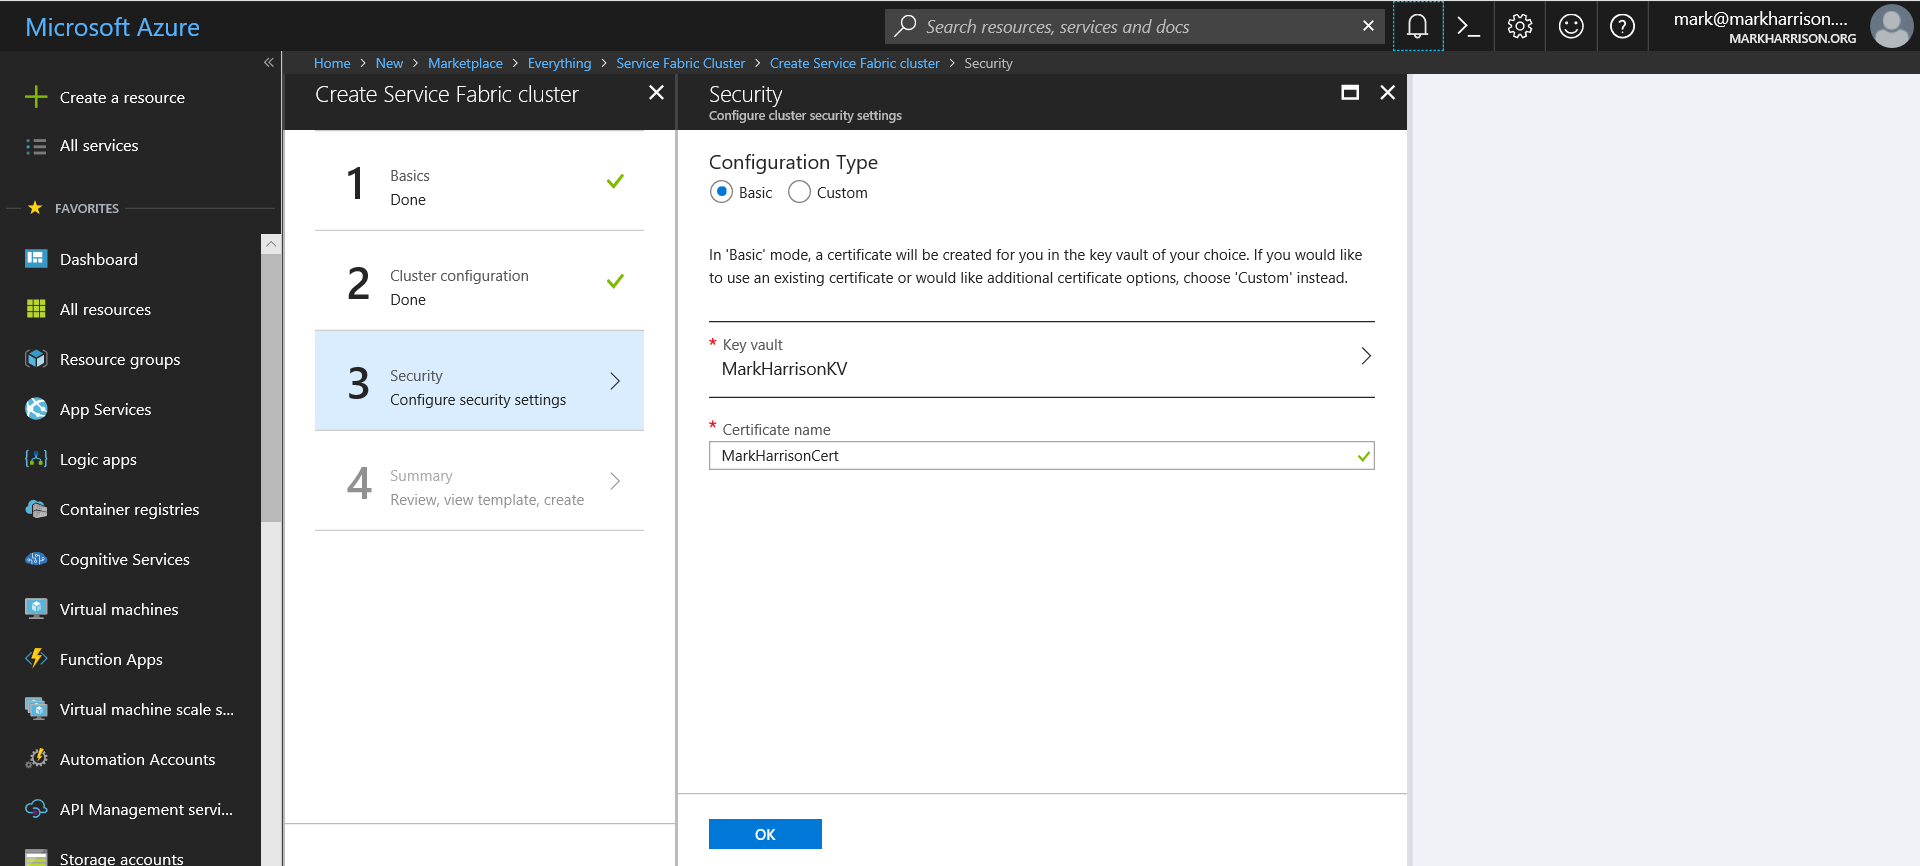 Microsoft Azure
Search resources, services and docs
mark@markharrison....
MARKHARRISON.ORG
Home > New > Marketplace > Everything > Service Fabric Cluster > Create Service Fabric cluster > Security
Create a resource
All services
FAVORITES
Dashboard
All resources
Resource groups
App Services
Logic apps
Container registries
Cognitive Services
Virtual machines
Function Apps
Virtual machine scale s...
Automation Accounts
API Management servi...
Storage accounts
Create Service Fabric cluster
1
Basics
Done
2
Cluster configuration
Done
3
Security
Configure security settings
4
Summary
Review, view template, create
Security
Configure cluster security settings
Configuration Type
Basic
Custom
In 'Basic' mode, a certificate will be created for you in the key vault of your choice. If you would like
to use an existing certificate or would like additional certificate options, choose 'Custom' instead.
* Key vault
MarkHarrisonKV
* Certificate name
MarkHarrisonCert
OK